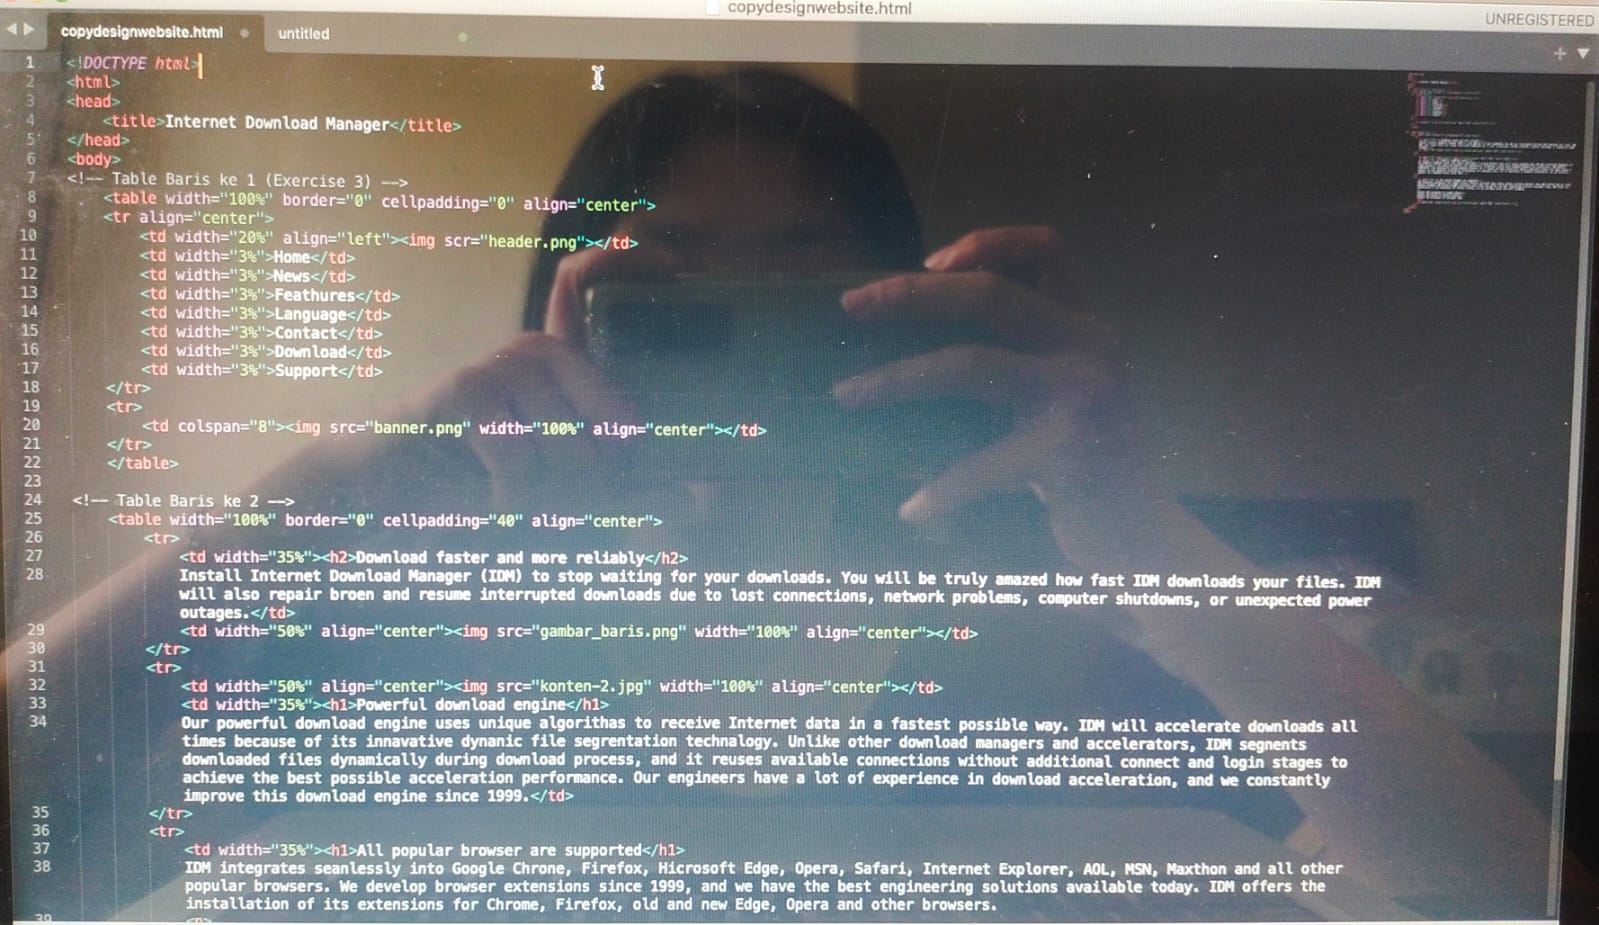 copydesignwebsite.html
UNREGISTERED
copydesignwebsite.html untitled
1 <!DOCTYPE html>
2 <html>
3 <head>
4 <title>Internet Download Manager</title>
5 </head>
6 <body>
7 <!-- Table Baris ke 1 (Exercise 3) -->
8 <table width="100%" border="0" cellpadding="0" align="center">
9 <tr align="center">
10 <td width="20%" align="left"><img scr="header.png"></td>
11 <td width="3%">Home</td>
12 <td width="3%">News</td>
13 <td width="3%">Feathures</td>
14 <td width="3%">Language</td>
15 <td width="3%">Contact</td>
16 <td width="3%">Download</td>
17 <td width="3%">Support</td>
18 </tr>
19 <tr>
20 <td colspan="8"><img src="banner.png" width="100%" align="center"></td>
21 </tr>
22 </table>
23
24 <!-- Table Baris ke 2 -->
25 <table width="100%" border="0" cellpadding="40" align="center">
26 <tr>
27 <td width="35%"><h2>Download faster and more reliably</h2>
28 Install Internet Download Manager (IDM) to stop waiting for your downloads. You will be truly amazed how fast IDM downloads your files. IDM
will also repair broen and resume interrupted downloads due to lost connections, network problems, computer shutdowns, or unexpected power
outages.</td>
29 <td width="50%" align="center"><img src="gambar_baris.png" width="100%" align="center"></td>
30 </tr>
31 <tr>
32 <td width="50%" align="center"><img src="konten-2.jpg" width="100%" align="center"></td>
33 <td width="35%"><h1>Powerful download engine</h1>
34 Our powerful download engine uses unique algorithas to receive Internet data in a fastest possible way. IDM will accelerate downloads all
times because of its innavative dynanic file segrentation technalogy. Unlike other download managers and accelerators, IDM segnents
downloaded files dynamically during download process, and it reuses available connections without additional connect and login stages to
achieve the best possible acceleration performance. Our engineers have a lot of experience in download acceleration, and we constantly
improve this download engine since 1999.</td>
35 </tr>
36 <tr>
37 <td width="35%"><h1>All popular browser are supported</h1>
38 IDM integrates seanlessly into Google Chrone, Firefox, Hicrosoft Edge, Opera, Safari, Internet Explorer, AOL, MSN, Maxthon and all other
popular browsers. We develop browser extensions since 1999, and we have the best engineering solutions available today. IDM offers the
installation of its extensions for Chrome, Firefox, old and new Edge, Opera and other browsers.
39